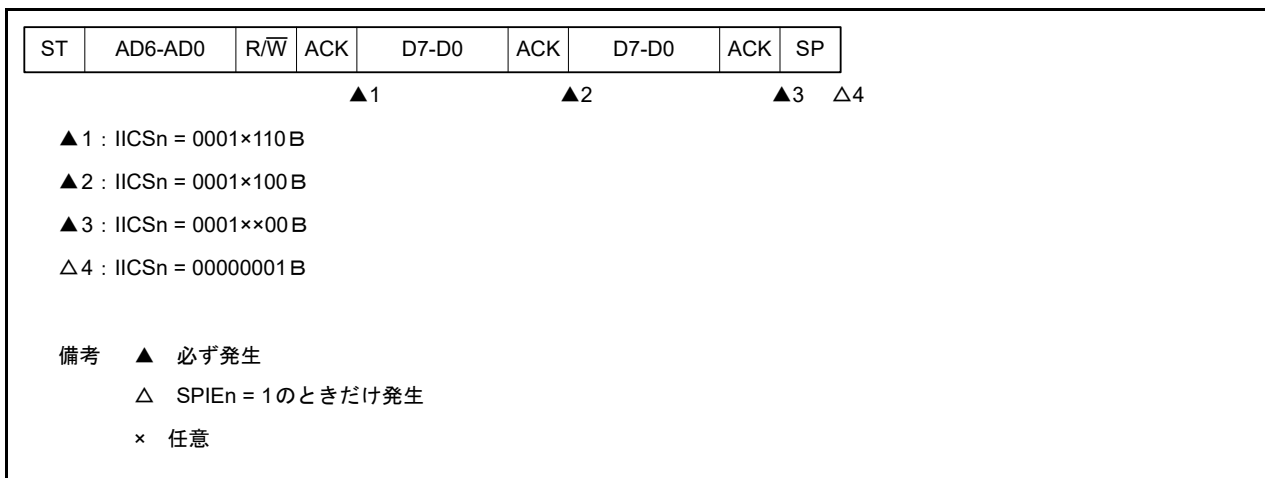 ST AD6-AD0 R/W̅ ACK D7-D0 ACK D7-D0 ACK SP
▲1 ▲2 ▲3 △4
▲1：IICSn = 0001×110B
▲2：IICSn = 0001×100B
▲3：IICSn = 0001××00B
△4：IICSn = 00000001B
備考 ▲ 必ず発生
△ SPIEn = 1のときだけ発生
× 任意